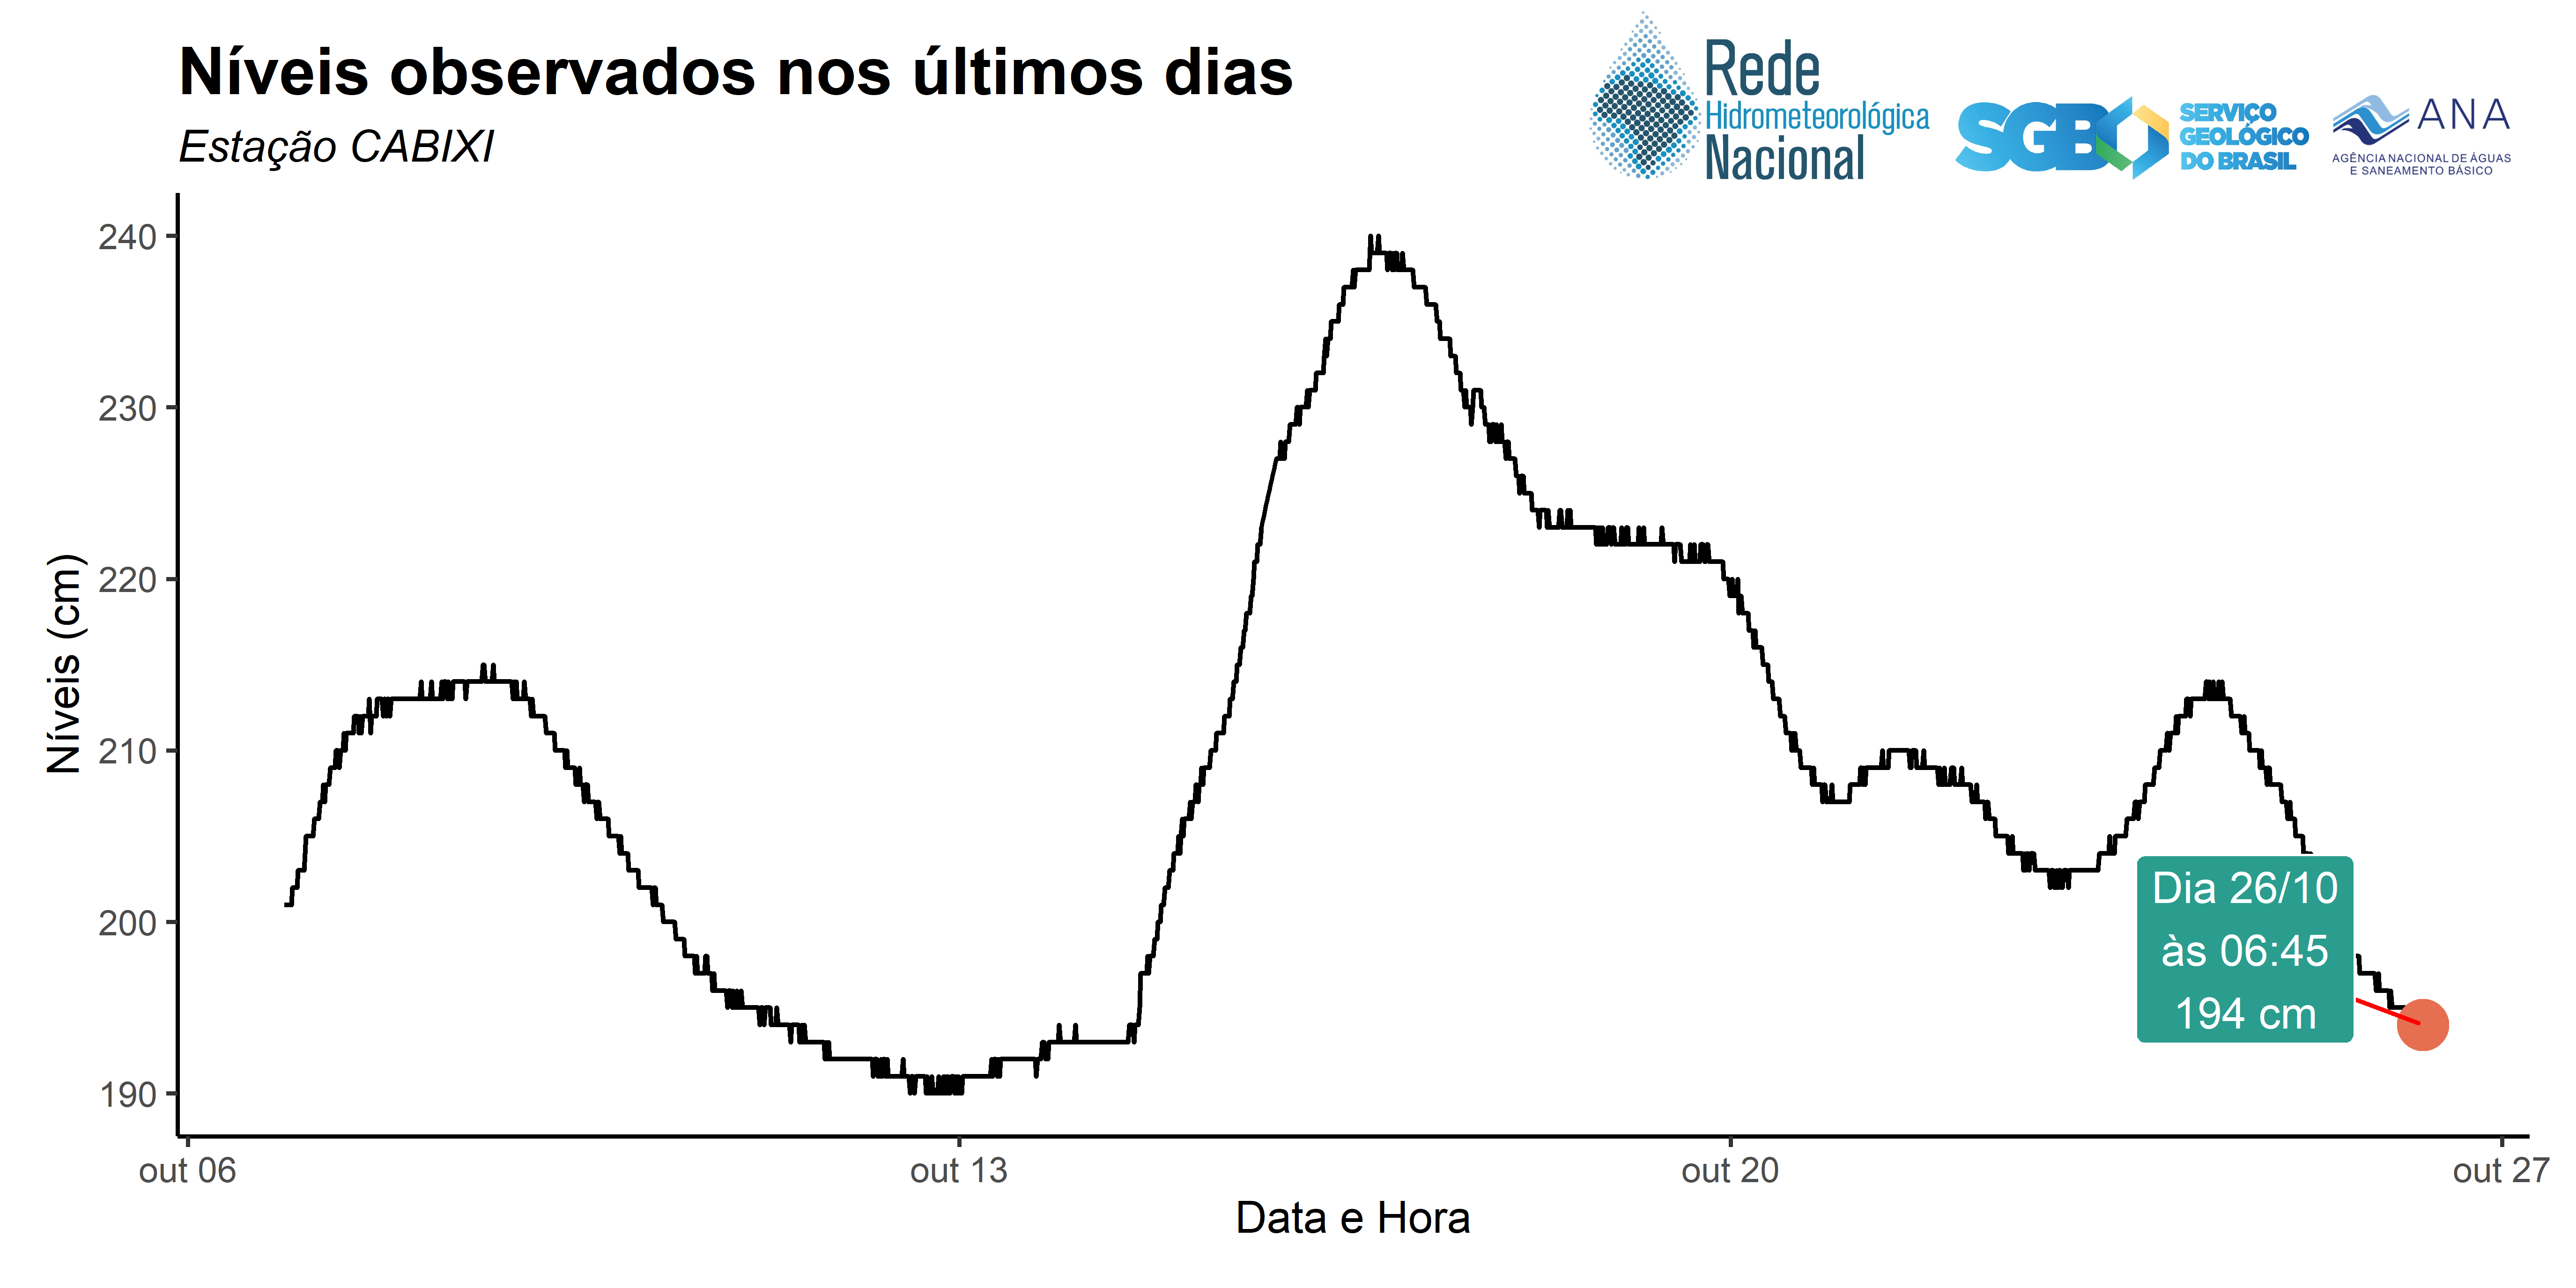 Níveis observados nos últimos dias
Estação CABIXI
Rede
Hidrometeorológica
Nacional
SGB
SERVIÇO
GEOLÓGICO
DO BRASIL
ANA
AGÊNCIA NACIONAL DE ÁGUAS
E SANEAMENTO BÁSICO
Níveis (cm)
240
230
220
210
200
190
Dia 26/10
às 06:45
194 cm
out 06
out 13
out 20
out 27
Data e Hora